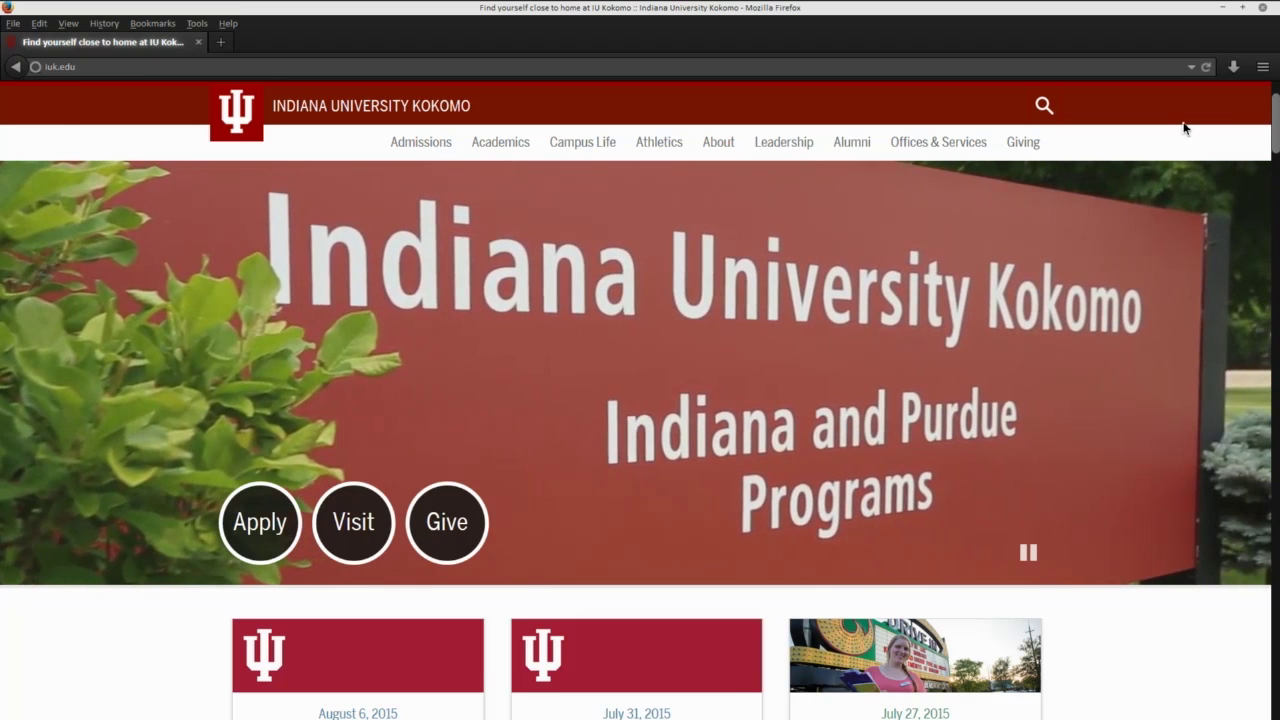 Find yourself close to home at IU Kokomo :: Indiana University Kokomo - Mozilla Firefox
File Edit View History Bookmarks Tools Help
Find yourself close to home at IU Kok...
iuk.edu
INDIANA UNIVERSITY KOKOMO
Admissions Academics Campus Life Athletics About Leadership Alumni Offices & Services Giving
Indiana University Kokomo
Indiana and Purdue
Programs
Apply Visit Give
DRIVE IN
August 6, 2015 July 31, 2015 July 27, 2015